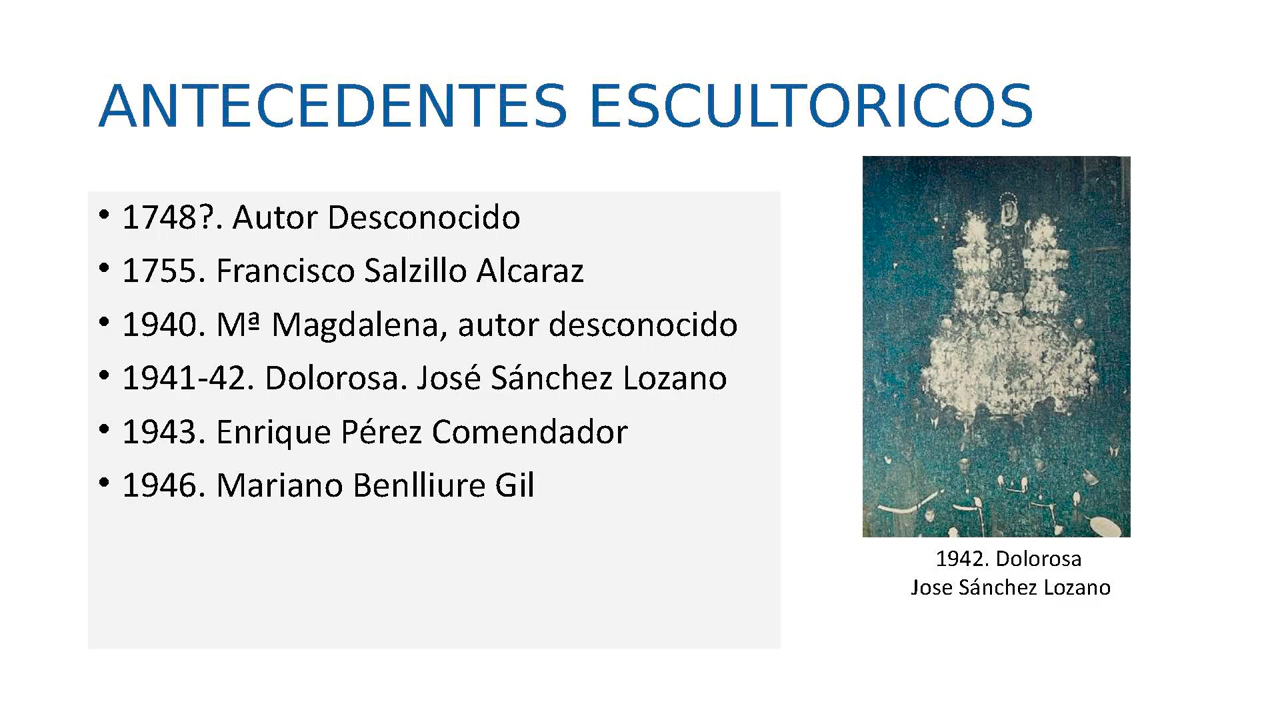 ANTECEDENTES ESCULTORICOS
• 1748?. Autor Desconocido
• 1755. Francisco Salzillo Alcaraz
• 1940. Mª Magdalena, autor desconocido
• 1941-42. Dolorosa. José Sánchez Lozano
• 1943. Enrique Pérez Comendador
• 1946. Mariano Benlliure Gil
1942. Dolorosa
Jose Sánchez Lozano